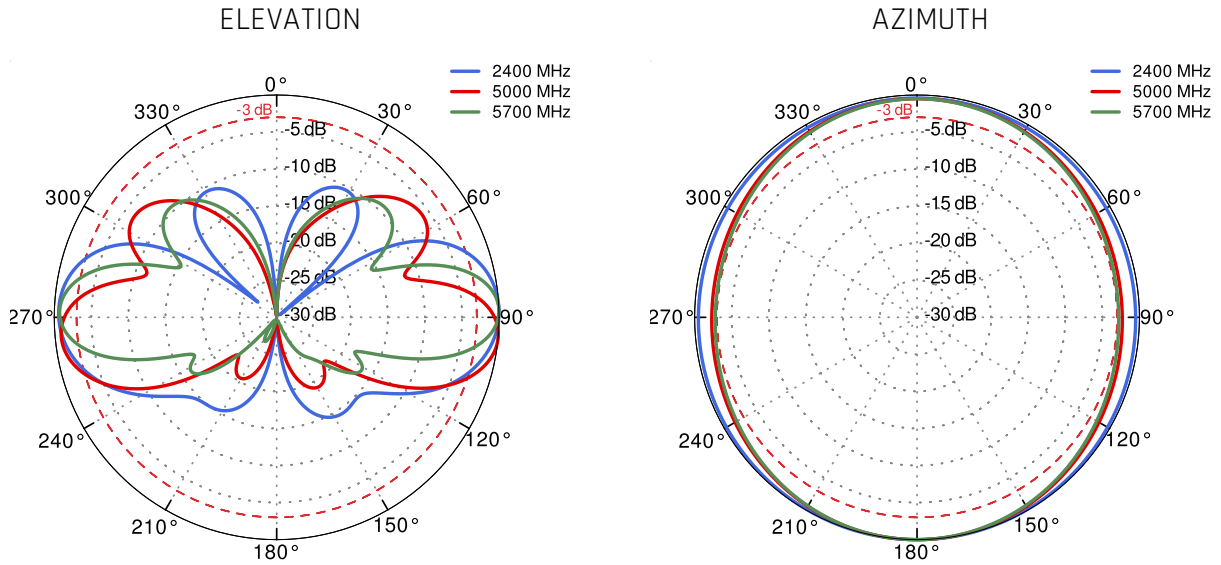 ELEVATION
2400 MHz
5000 MHz
5700 MHz
0°
330°
-3 dB
30°
-5 dB
-10 dB
300°
60°
-15 dB
-20 dB
-25 dB
270°
-30 dB
90°
240°
120°
210°
150°
180°
AZIMUTH
2400 MHz
5000 MHz
5700 MHz
0°
330°
-3 dB
30°
-5 dB
-10 dB
300°
60°
-15 dB
-20 dB
-25 dB
270°
-30 dB
90°
240°
120°
210°
150°
180°